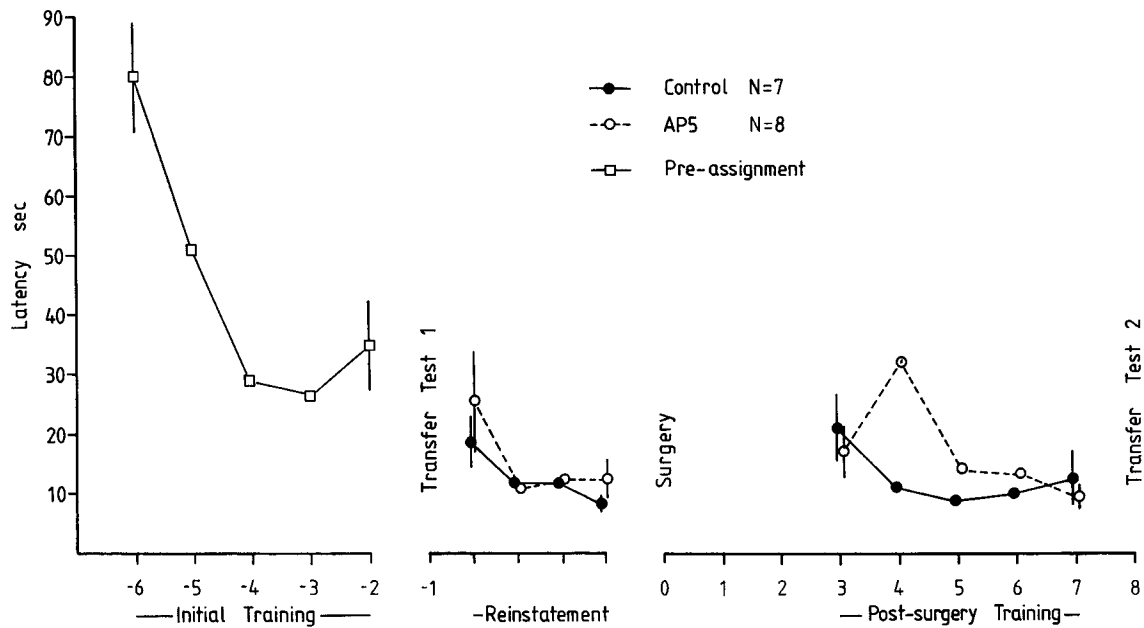 90
80
70
60
50
40
30
20
10
Latency sec
Control N=7
AP5 N=8
Pre-assignment
Transfer Test 1
Surgery
Transfer Test 2
-6 -5 -4 -3 -2
Initial Training
-1
Reinstatement
0 1 2 3 4 5 6 7 8
Post-surgery Training